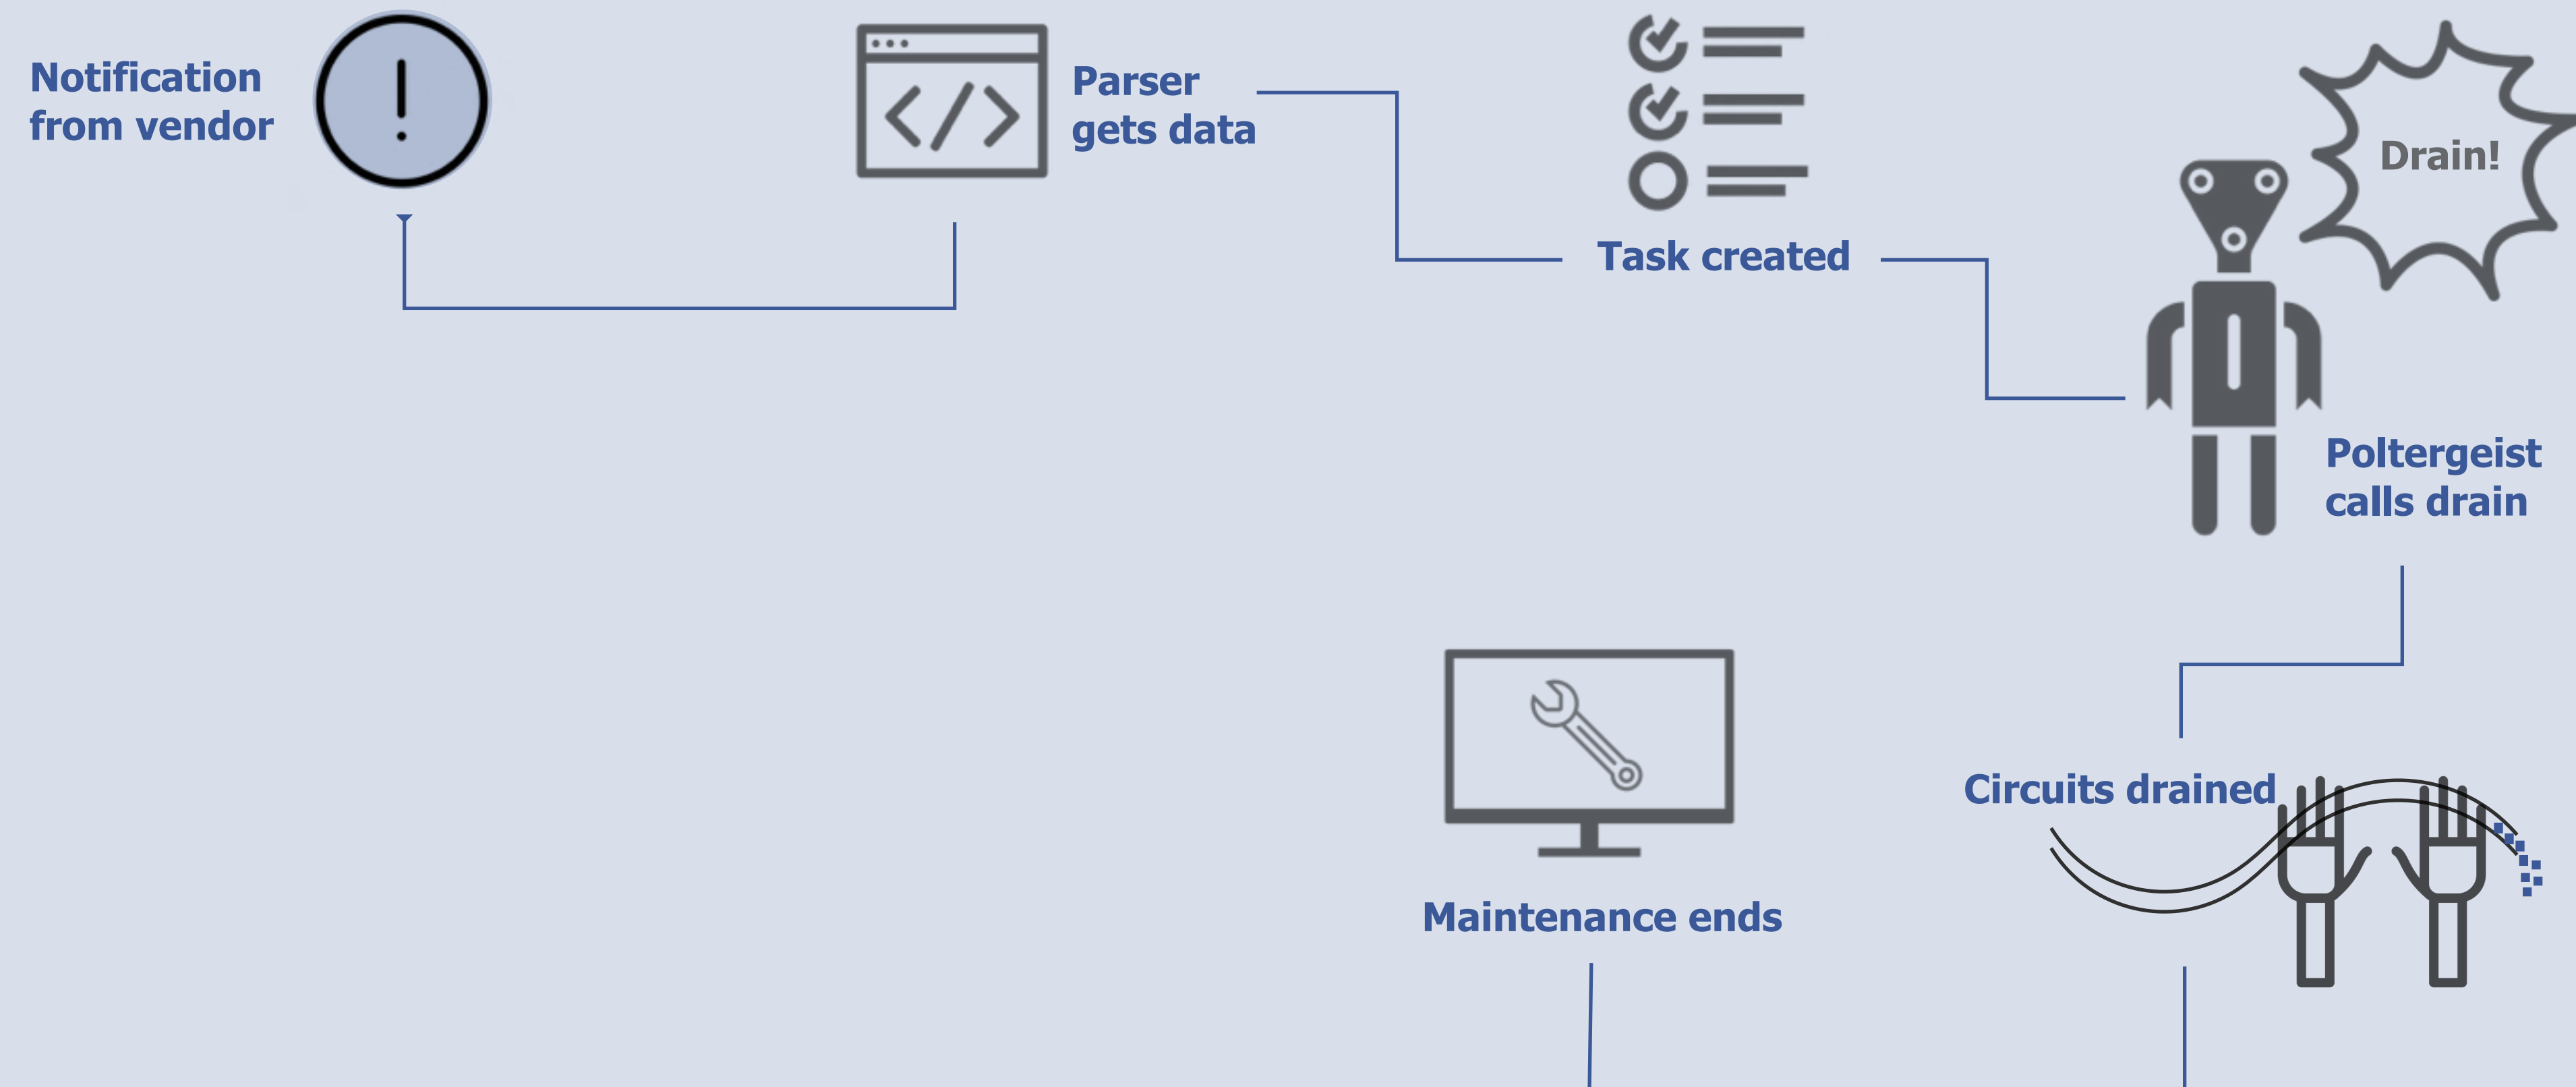 Notification
from vendor
Parser
gets data
Task created
Drain!
Poltergeist
calls drain
Circuits drained
Maintenance ends